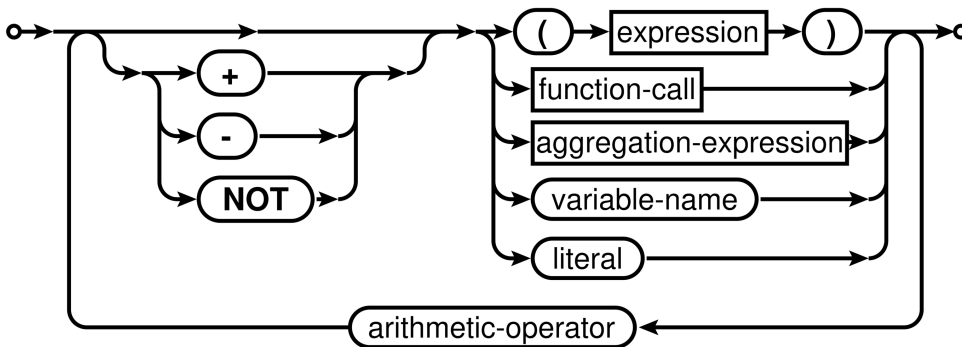 ( expression )
+
function-call
-
aggregation-expression
NOT
variable-name
literal
arithmetic-operator